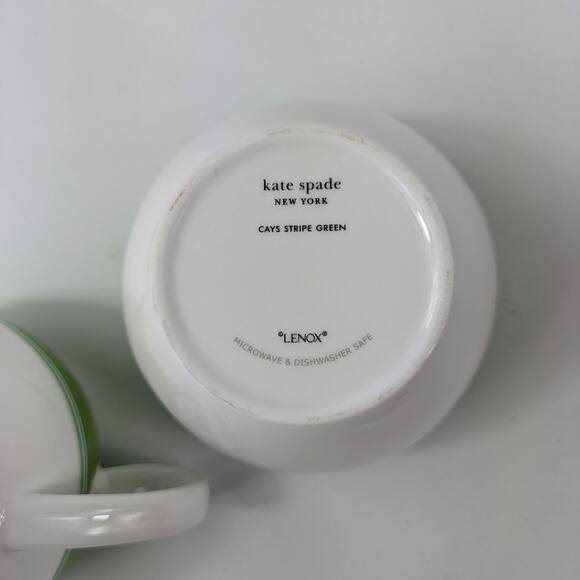 kate spade
NEW YORK
CAYS STRIPE GREEN
©LENOX®
MICROWAVE & DISHWASHER SAFE